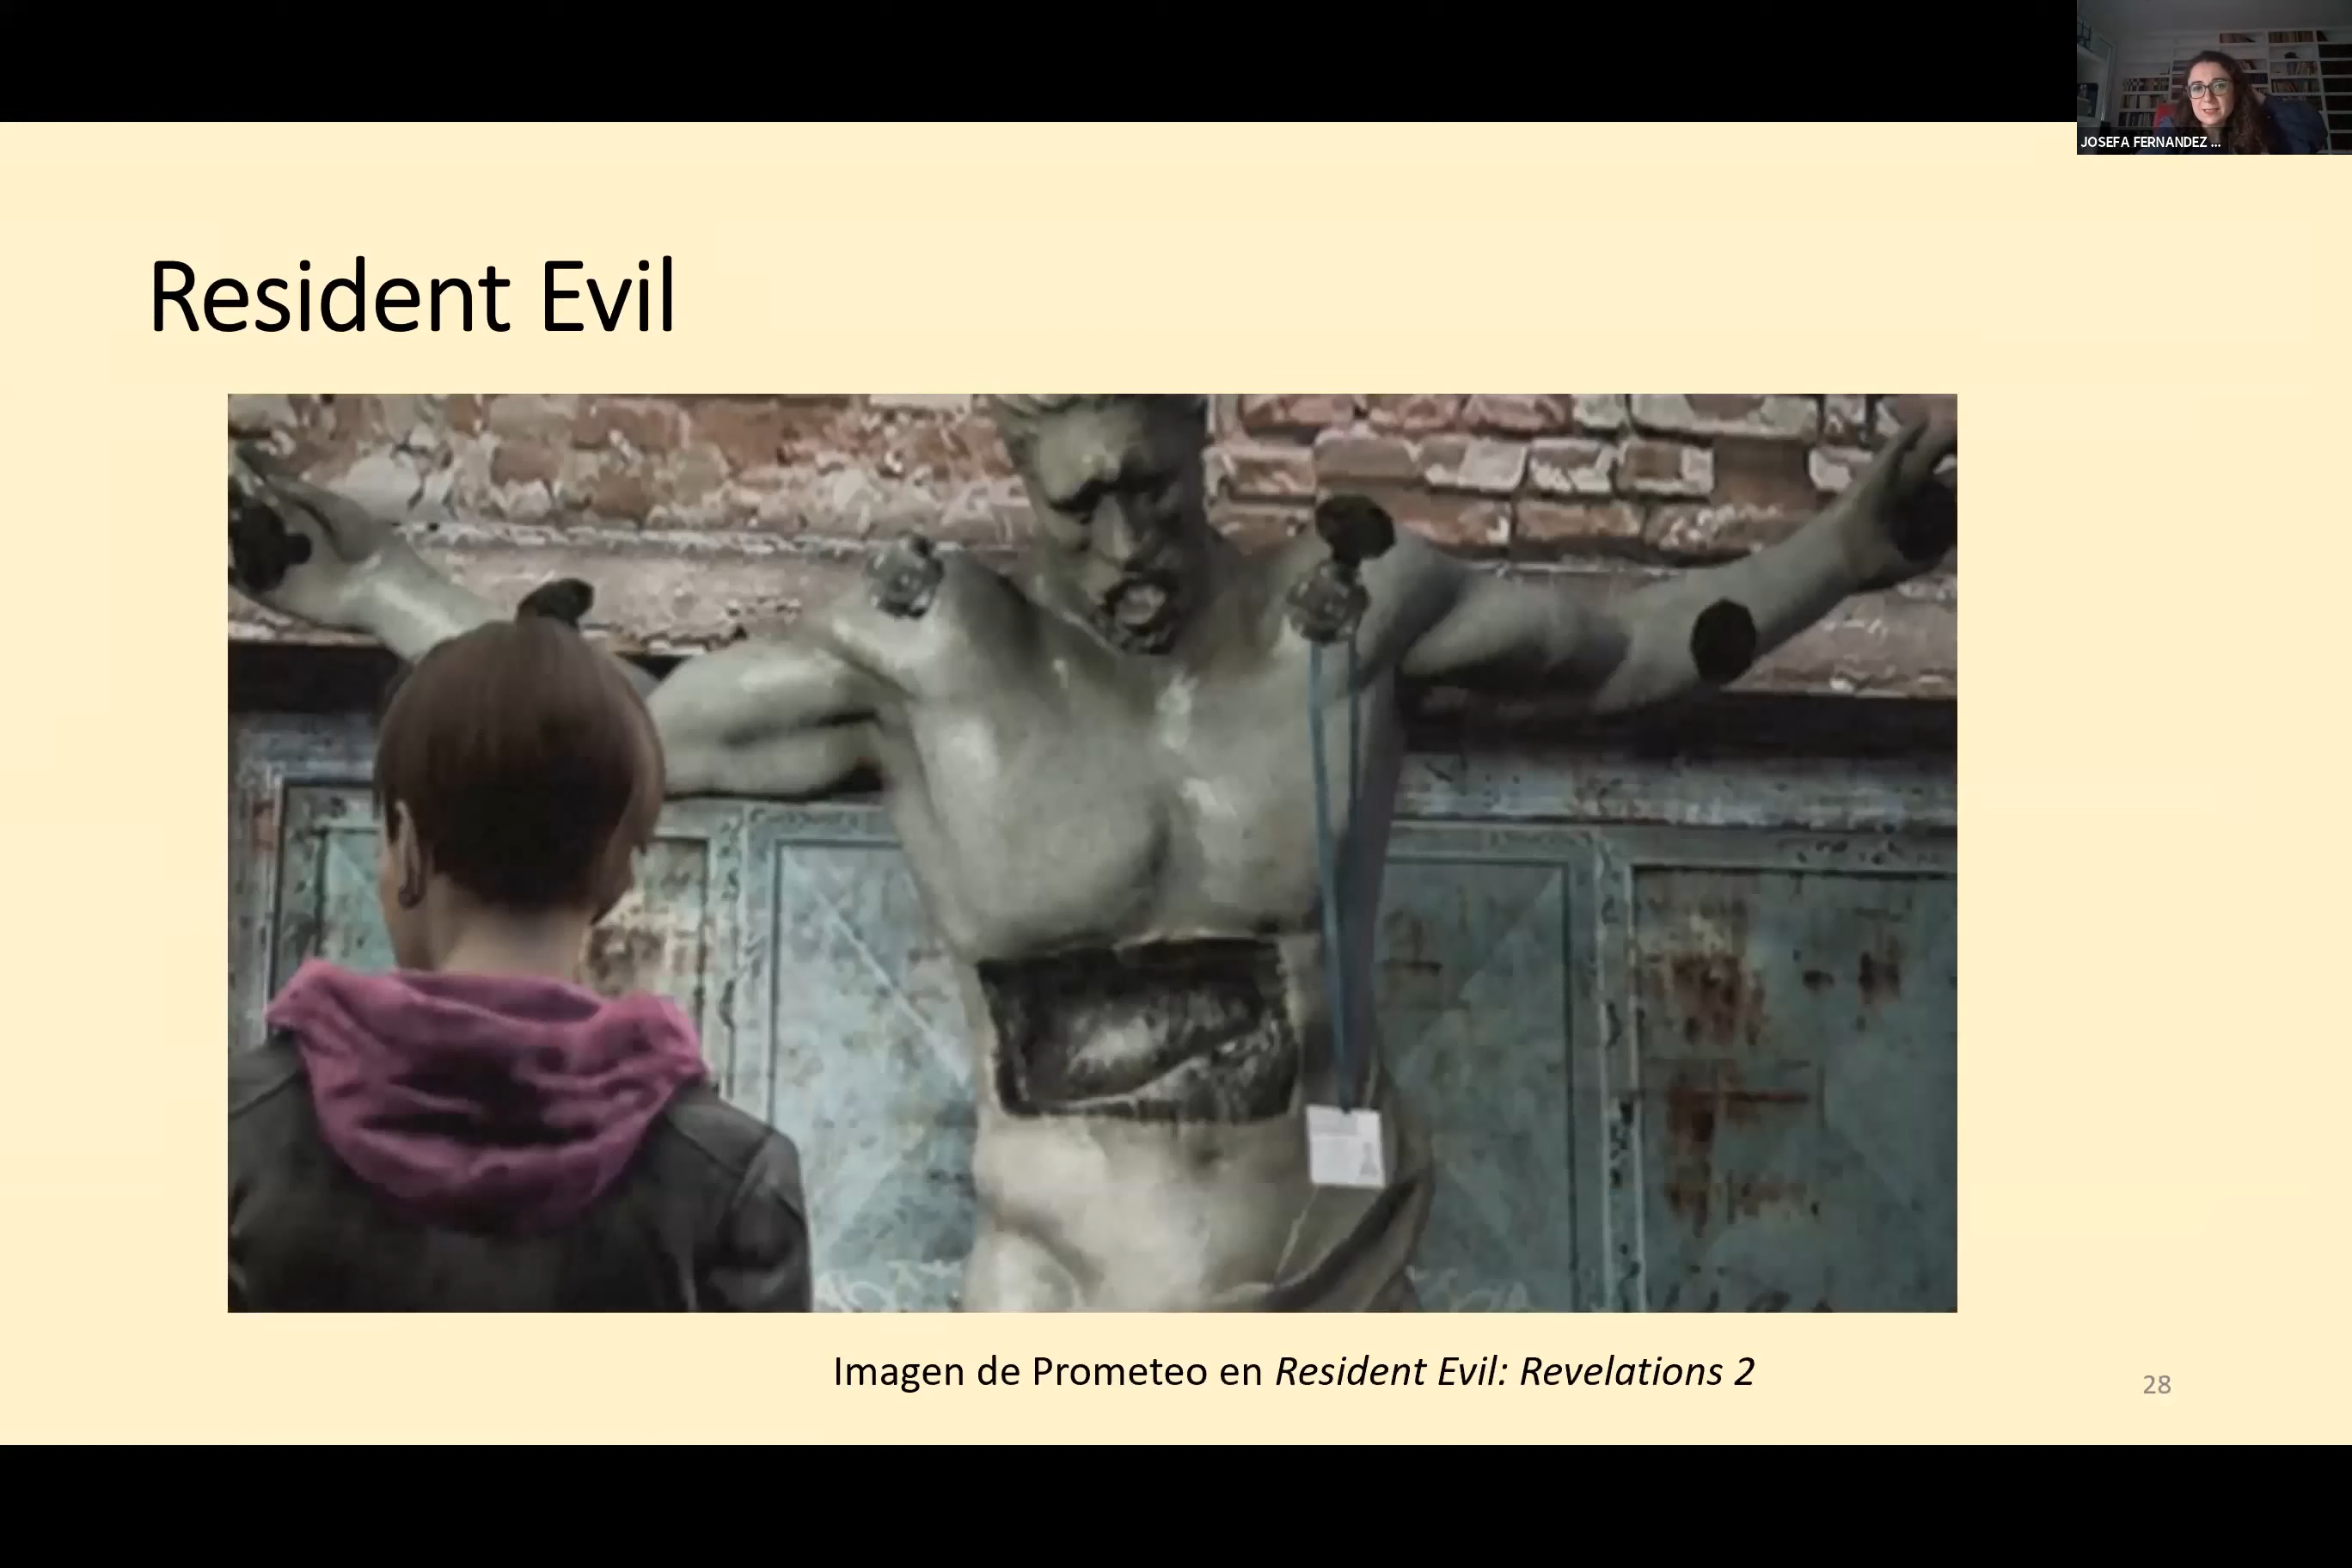 JOSEFA FERNANDEZ ...
Resident Evil
Imagen de Prometeo en Resident Evil: Revelations 2
28